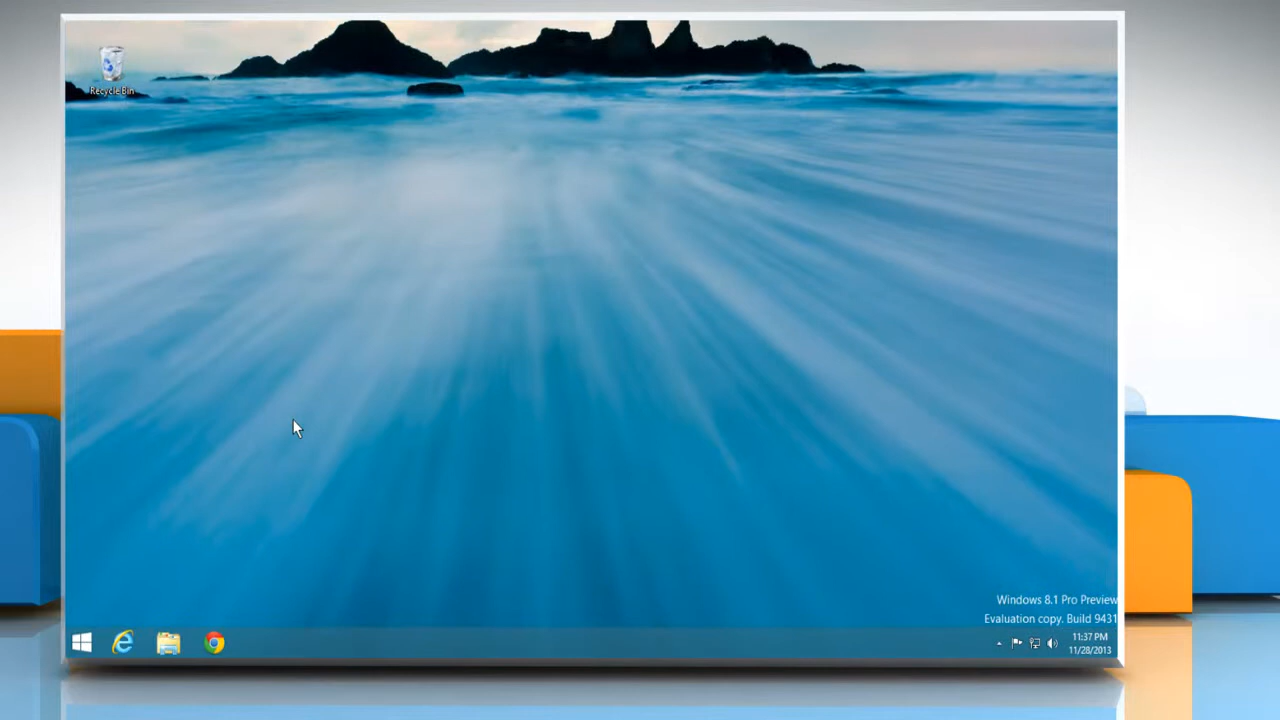 Recycle Bin
Windows 8.1 Pro Preview
Evaluation copy. Build 9431
11:37 PM
11/28/2013